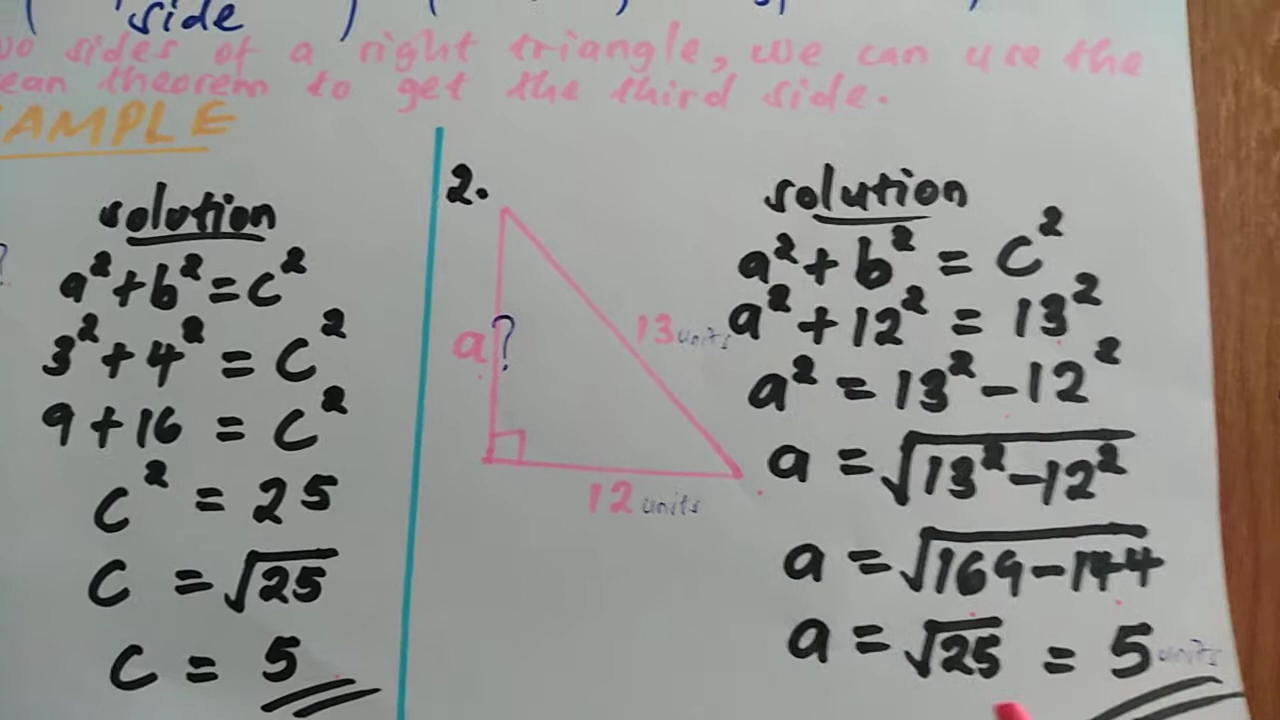 ( side ) ( ) )
wo sides of a right triangle, we can use the
ean theorem to get the third side.
AMPLE
?
solution
a²+b²=c²
3²+4²=c²
9+16=c²
c²=25
c=√25
c=5
2.
a?
13 units
12 units
solution
a²+b²=c²
a²+12²=13²
a²=13²-12²
a=√13²-12²
a=√169-144
a=√25=5 units